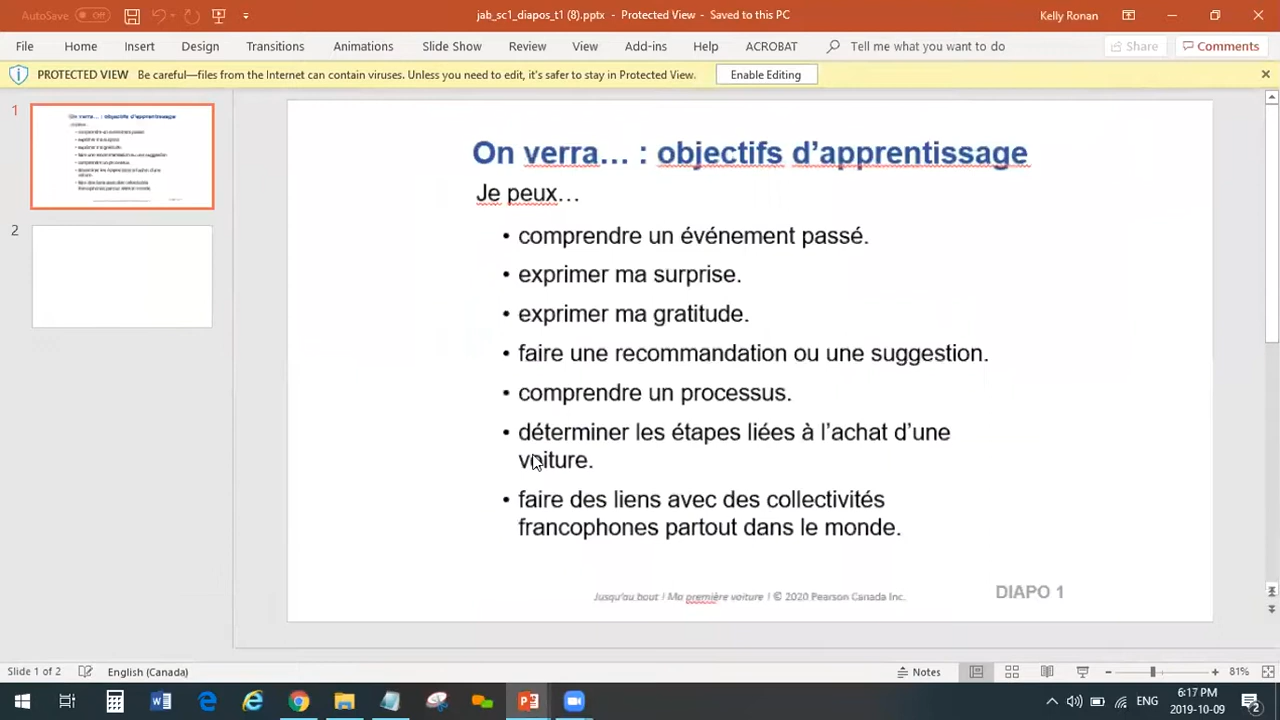 AutoSave Off
jab_sc1_diapos_t1 (8).pptx - Protected View - Saved to this PC
Kelly Ronan
File Home Insert Design Transitions Animations Slide Show Review View Add-ins Help ACROBAT Tell me what you want to do Share Comments
PROTECTED VIEW Be careful—files from the Internet can contain viruses. Unless you need to edit, it's safer to stay in Protected View. Enable Editing
1
2
On verra… : objectifs d'apprentissage
Je peux…
• comprendre un événement passé.
• exprimer ma surprise.
• exprimer ma gratitude.
• faire une recommandation ou une suggestion.
• comprendre un processus.
• déterminer les étapes liées à l'achat d'une
voiture.
• faire des liens avec des collectivités
francophones partout dans le monde.
Jusqu'au bout ! Ma première voiture ! © 2020 Pearson Canada Inc.
DIAPO 1
Slide 1 of 2 English (Canada) Notes 81%
ENG 6:17 PM
2019-10-09 2